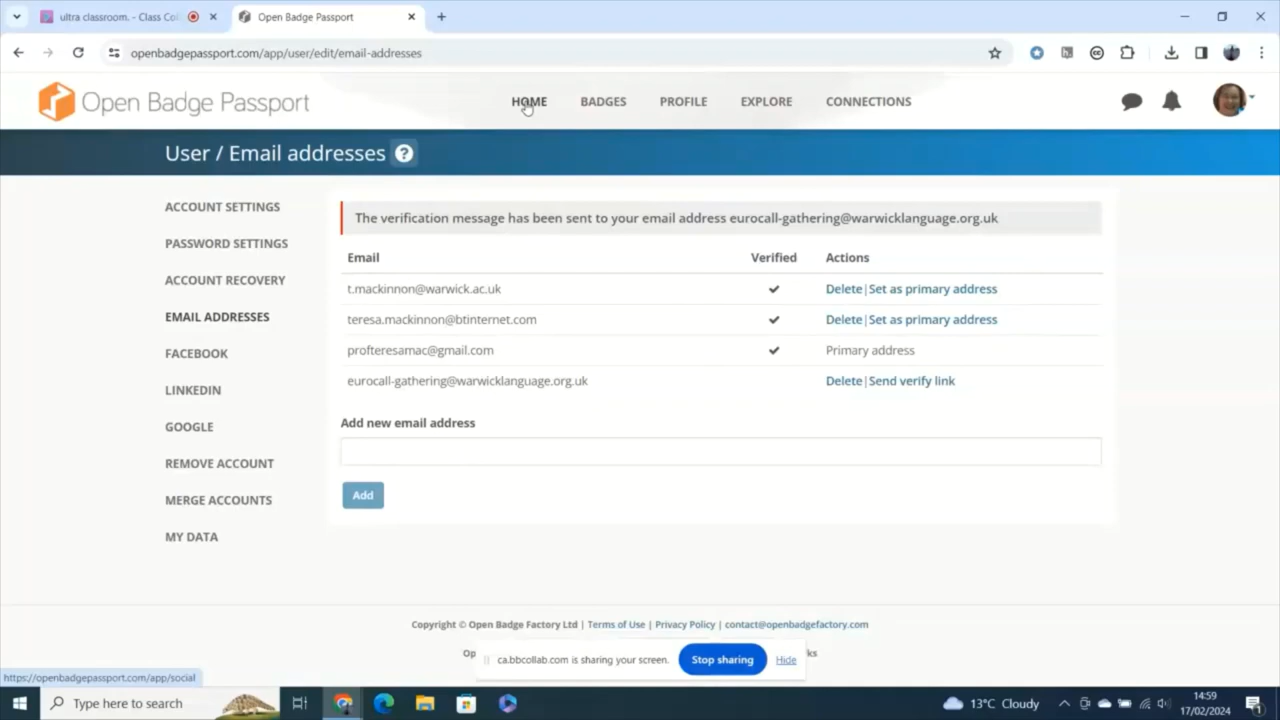 ultra classroom. - Class Col
Open Badge Passport
openbadgepassport.com/app/user/edit/email-addresses
Open Badge Passport
HOME
BADGES
PROFILE
EXPLORE
CONNECTIONS
User / Email addresses ?
ACCOUNT SETTINGS
PASSWORD SETTINGS
ACCOUNT RECOVERY
EMAIL ADDRESSES
FACEBOOK
LINKEDIN
GOOGLE
REMOVE ACCOUNT
MERGE ACCOUNTS
MY DATA
The verification message has been sent to your email address eurocall-gathering@warwicklanguage.org.uk
Email Verified Actions
t.mackinnon@warwick.ac.uk Delete|Set as primary address
teresa.mackinnon@btinternet.com Delete|Set as primary address
profteresamac@gmail.com Primary address
eurocall-gathering@warwicklanguage.org.uk Delete|Send verify link
Add new email address
Add
Copyright © Open Badge Factory Ltd | Terms of Use | Privacy Policy | contact@openbadgefactory.com
Op ks
ca.bbcollab.com is sharing your screen. Stop sharing Hide
https://openbadgepassport.com/app/social
Type here to search
13°C Cloudy
14:59
17/02/2024